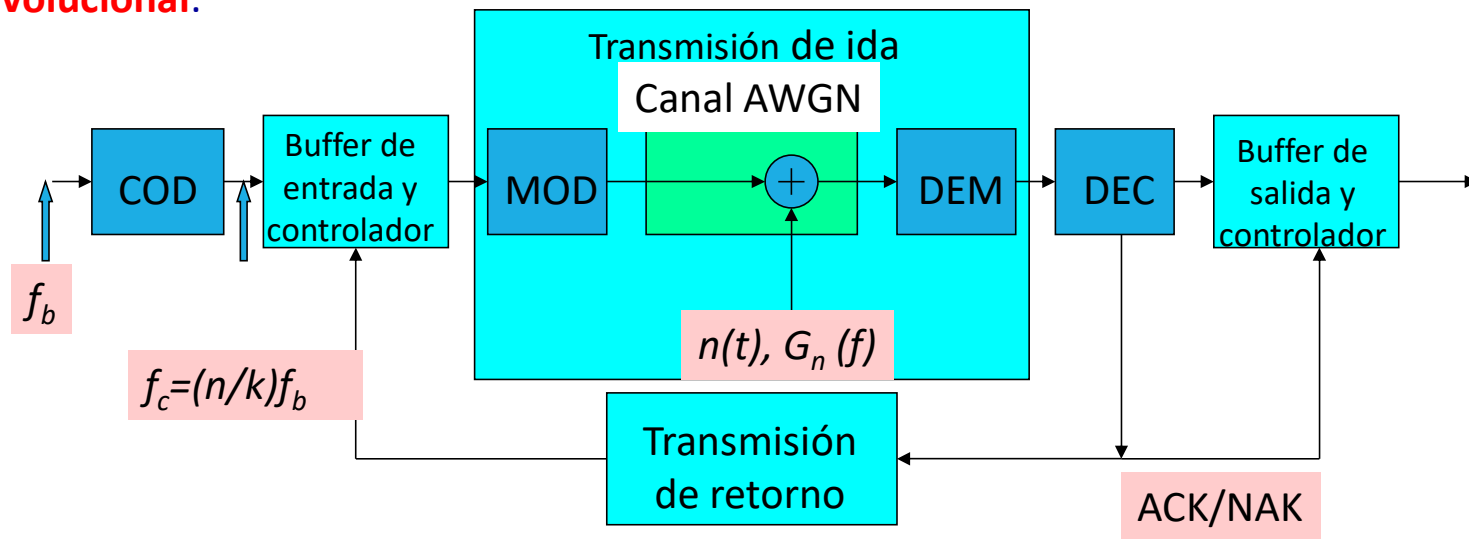 volucional.
Transmisión de ida
Canal AWGN
COD
Buffer de
entrada y
controlador
MOD
+
DEM
DEC
Buffer de
salida y
controlador
f_b
n(t), G_n (f)
f_c=(n/k)f_b
Transmisión
de retorno
ACK/NAK